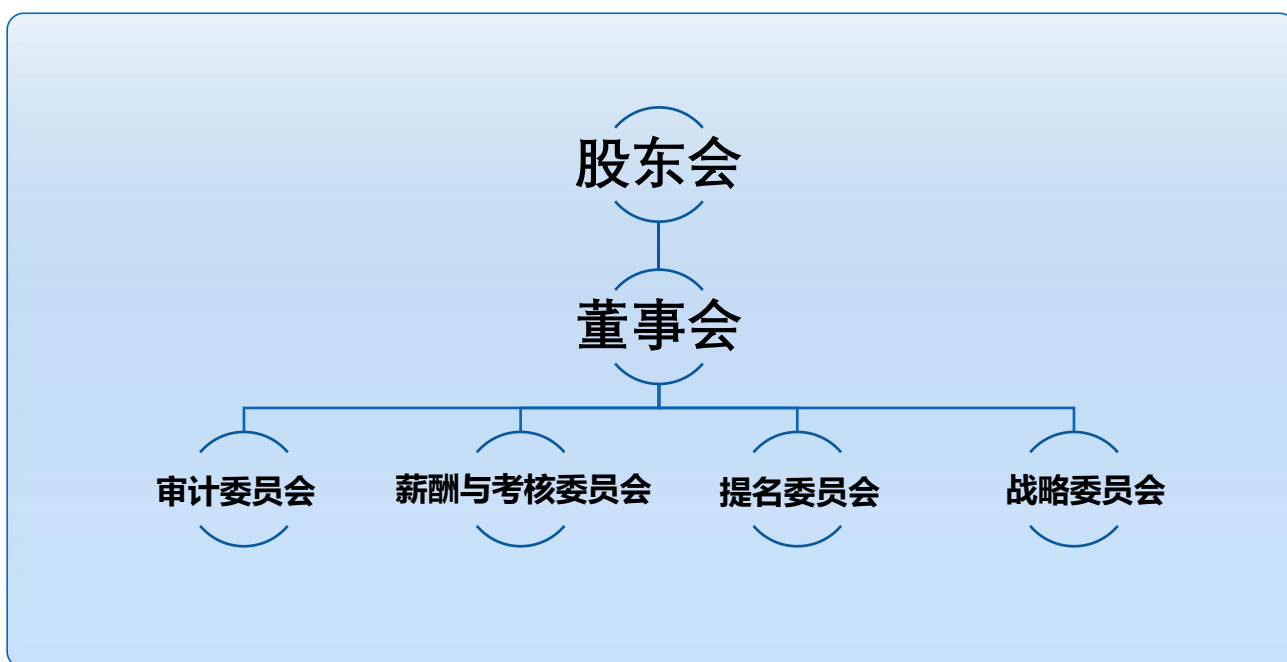 股东会
董事会
审计委员会
薪酬与考核委员会
提名委员会
战略委员会